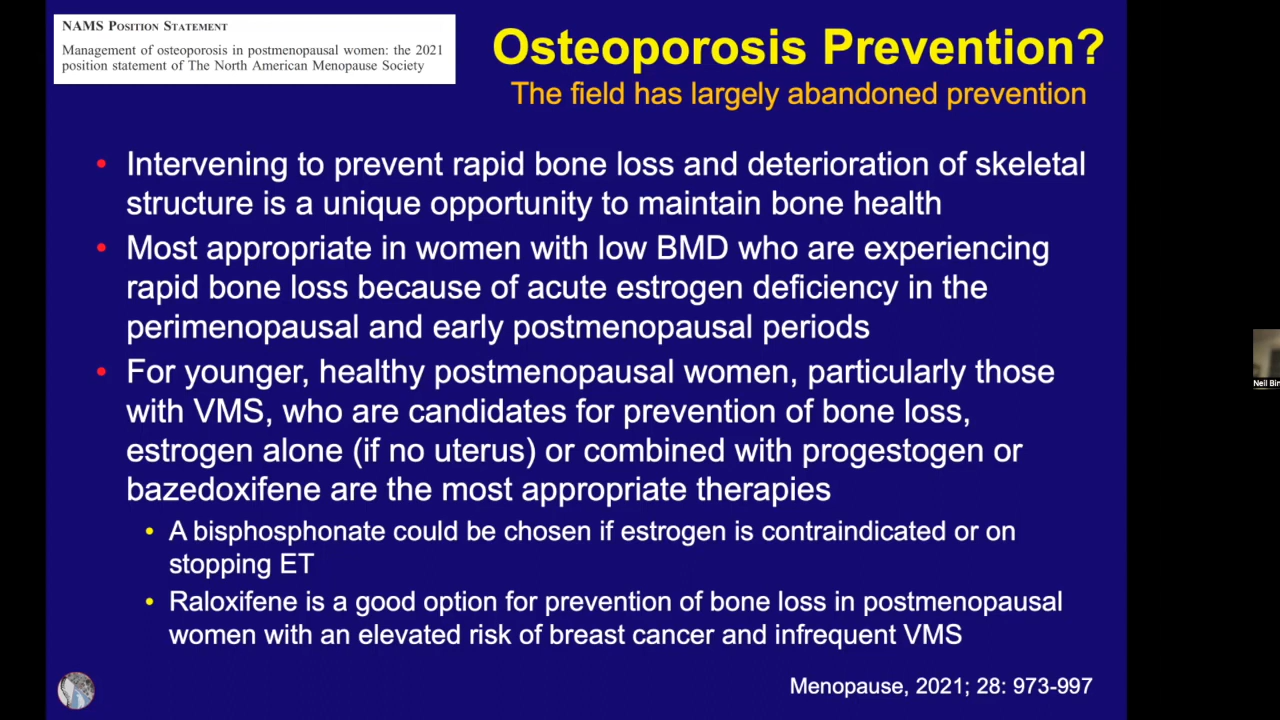 NAMS POSITION STATEMENT
Management of osteoporosis in postmenopausal women: the 2021
position statement of The North American Menopause Society
Osteoporosis Prevention?
The field has largely abandoned prevention
• Intervening to prevent rapid bone loss and deterioration of skeletal
structure is a unique opportunity to maintain bone health
• Most appropriate in women with low BMD who are experiencing
rapid bone loss because of acute estrogen deficiency in the
perimenopausal and early postmenopausal periods
• For younger, healthy postmenopausal women, particularly those
with VMS, who are candidates for prevention of bone loss,
estrogen alone (if no uterus) or combined with progestogen or
bazedoxifene are the most appropriate therapies
• A bisphosphonate could be chosen if estrogen is contraindicated or on
stopping ET
• Raloxifene is a good option for prevention of bone loss in postmenopausal
women with an elevated risk of breast cancer and infrequent VMS
Menopause, 2021; 28: 973-997
Neil Bin